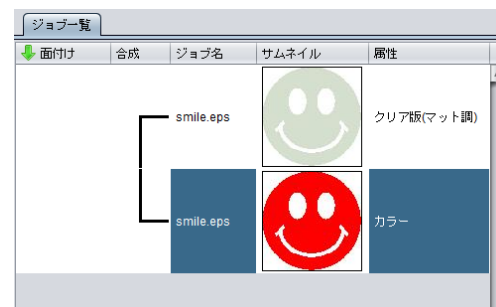 ジョブ一覧
面付け 合成 ジョブ名 サムネイル 属性
smile.eps クリア版(マット調)
smile.eps カラー